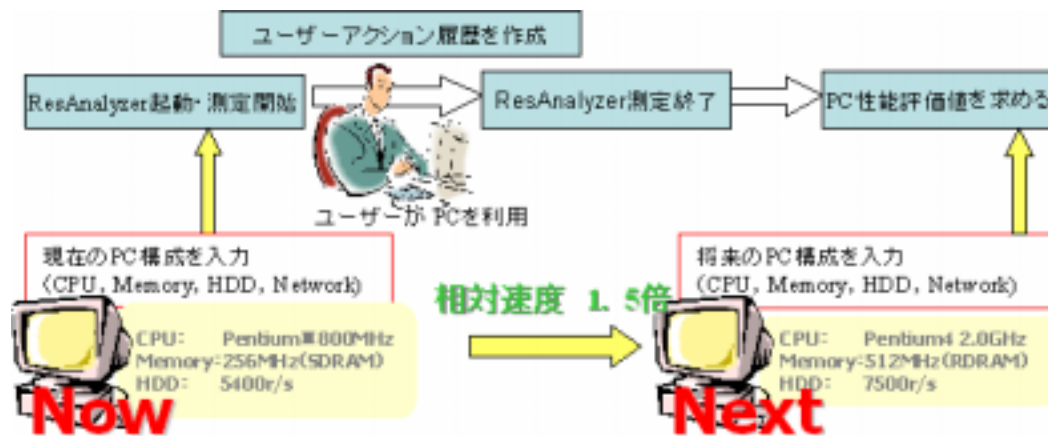 ユーザーアクション履歴を作成
ResAnalyzer起動・測定開始
ResAnalyzer測定終了
PC性能評価値を求める
ユーザーが PCを利用
現在のPC構成を入力
(CPU, Memory, HDD, Network)
将来のPC構成を入力
(CPU, Memory, HDD, Network)
相対速度 1. 5倍
CPU: PentiumⅢ800MHz
Memory:256MHz(SDRAM)
HDD: 5400r/s
Now
CPU: Pentium4 2.0GHz
Memory:512MHz(RDRAM)
HDD: 7500r/s
Next